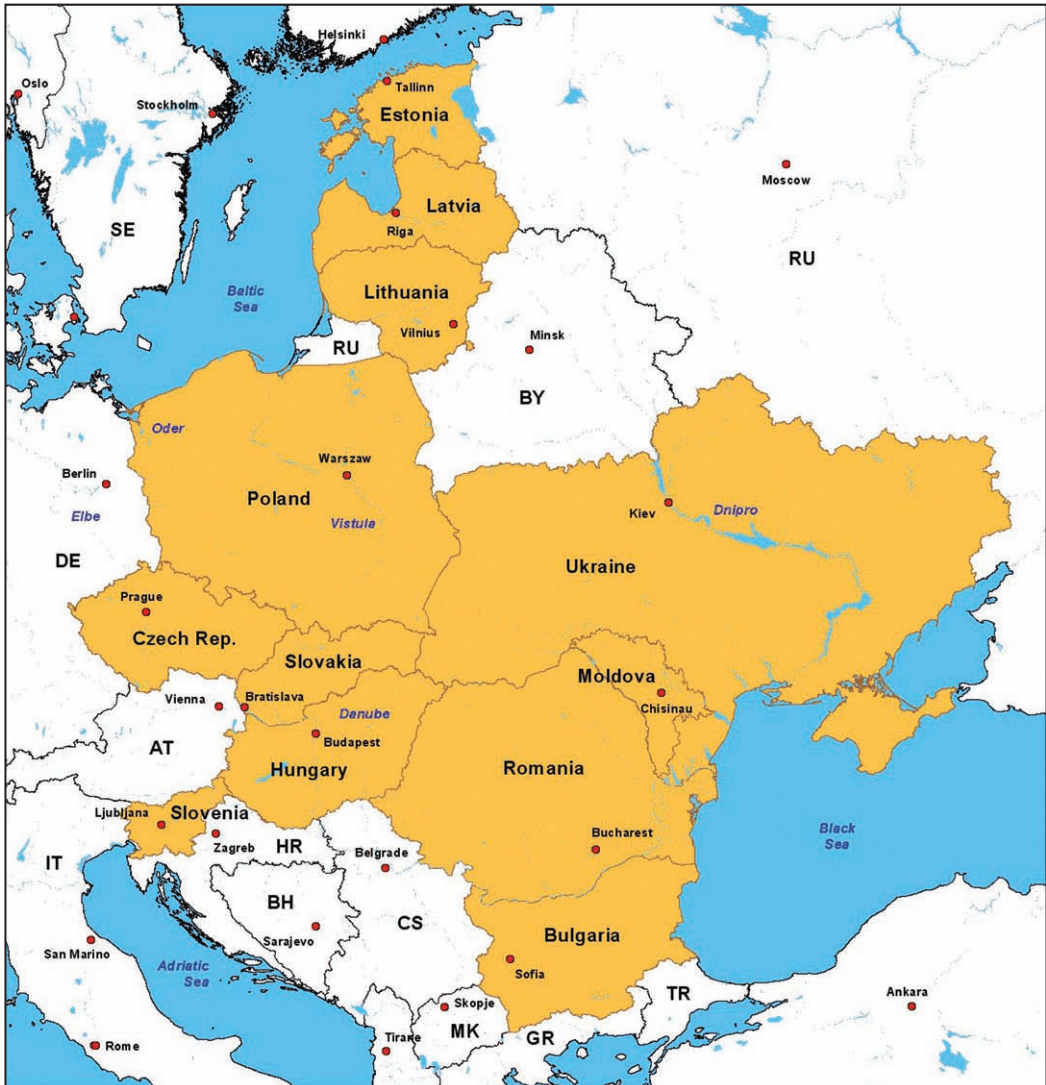 Helsinki
Oslo
Tallinn
Stockholm
Estonia
Moscow
Latvia
Riga
SE
RU
Baltic
Sea
Lithuania
Vilnius
Minsk
RU
BY
Oder
Warszaw
Berlin
Poland
Kiev
Dnipro
Elbe
Vistula
DE
Ukraine
Prague
Czech Rep.
Slovakia
Moldova
Vienna
Bratislava
Chisinau
Danube
AT
Budapest
Hungary
Romania
Ljubljana
Slovenia
Bucharest
Black
Sea
Zagreb
HR
IT
Belgrade
BH
CS
Sarajevo
Bulgaria
San Marino
Adriatic
Sea
Sofia
TR
Ankara
Skopje
MK
GR
Tirane
Rome